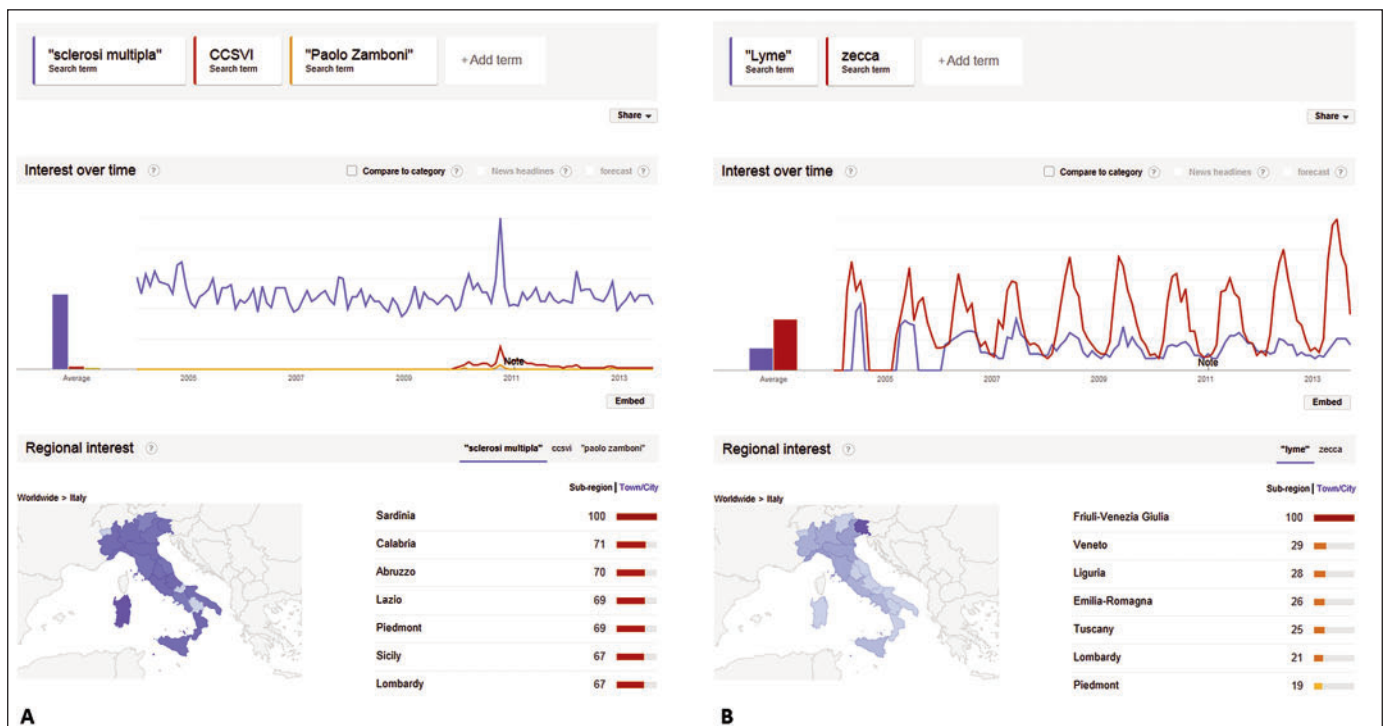 "sclerosi multipla"
Search term
CCSVI
Search term
"Paolo Zamboni"
Search term
+Add term
Share
Interest over time ?
Compare to category ? News headlines ? forecast ?
Note
Average 2005 2007 2009 2011 2013
Embed
Regional interest ?
"sclerosi multipla" ccsvi "paolo zamboni"
Sub-region | Town/City
Worldwide > Italy
Sardinia 100
Calabria 71
Abruzzo 70
Lazio 69
Piedmont 69
Sicily 67
Lombardy 67
A
"Lyme"
Search term
zecca
Search term
+Add term
Share
Interest over time ?
Compare to category ? News headlines ? forecast ?
Note
Average 2005 2007 2009 2011 2013
Embed
Regional interest ?
"lyme" zecca
Sub-region | Town/City
Worldwide > Italy
Friuli-Venezia Giulia 100
Veneto 29
Liguria 28
Emilia-Romagna 26
Tuscany 25
Lombardy 21
Piedmont 19
B